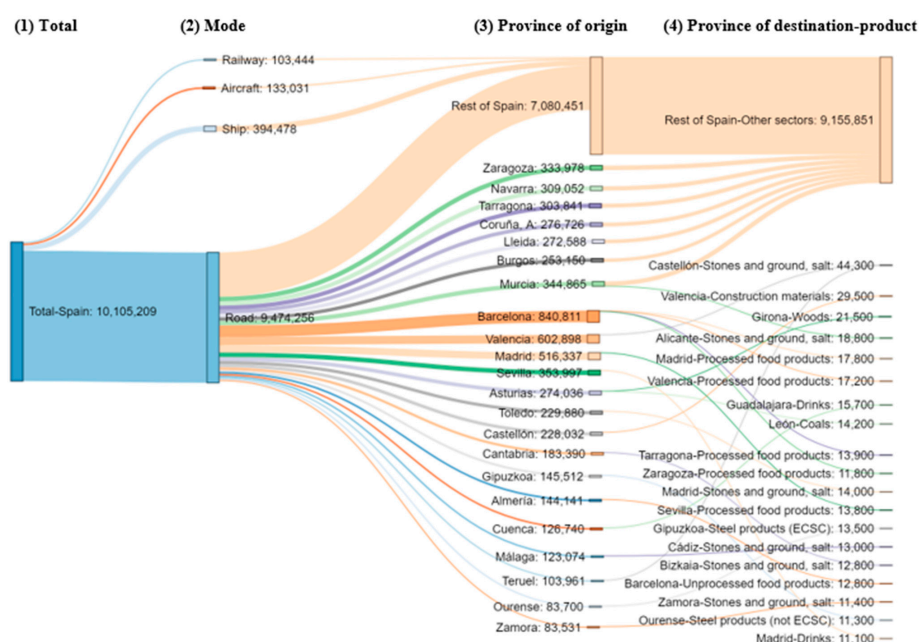 (1) Total
(2) Mode
(3) Province of origin
(4) Province of destination-product
Railway: 103,444
Aircraft: 133,031
Ship: 394,478
Total-Spain: 10,105,209
Road: 9,474,256
Rest of Spain: 7,080,451
Zaragoza: 333,978
Navarra: 309,052
Tarragona: 303,841
Coruña, A: 276,726
Lleida: 272,588
Burgos: 253,150
Murcia: 344,865
Barcelona: 840,811
Valencia: 602,898
Madrid: 516,337
Sevilla: 353,997
Asturias: 274,036
Toledo: 229,880
Castellón: 228,032
Cantabria: 183,390
Gipuzkoa: 145,512
Almería: 144,141
Cuenca: 126,740
Málaga: 123,074
Teruel: 103,961
Ourense: 83,700
Zamora: 83,531
Rest of Spain-Other sectors: 9,155,851
Castellón-Stones and ground, salt: 44,300
Valencia-Construction materials: 29,500
Girona-Woods: 21,500
Alicante-Stones and ground, salt: 18,800
Madrid-Processed food products: 17,800
Valencia-Processed food products: 17,200
Guadalajara-Drinks: 15,700
León-Coals: 14,200
Tarragona-Processed food products: 13,900
Zaragoza-Processed food products: 11,800
Madrid-Stones and ground, salt: 14,000
Sevilla-Processed food products: 13,800
Gipuzkoa-Steel products (ECSC): 13,500
Cádiz-Stones and ground, salt: 13,000
Bizkaia-Stones and ground, salt: 12,800
Barcelona-Unprocessed food products: 12,800
Zamora-Stones and ground, salt: 11,400
Ourense-Steel products (not ECSC): 11,300
Madrid-Drinks: 11,100